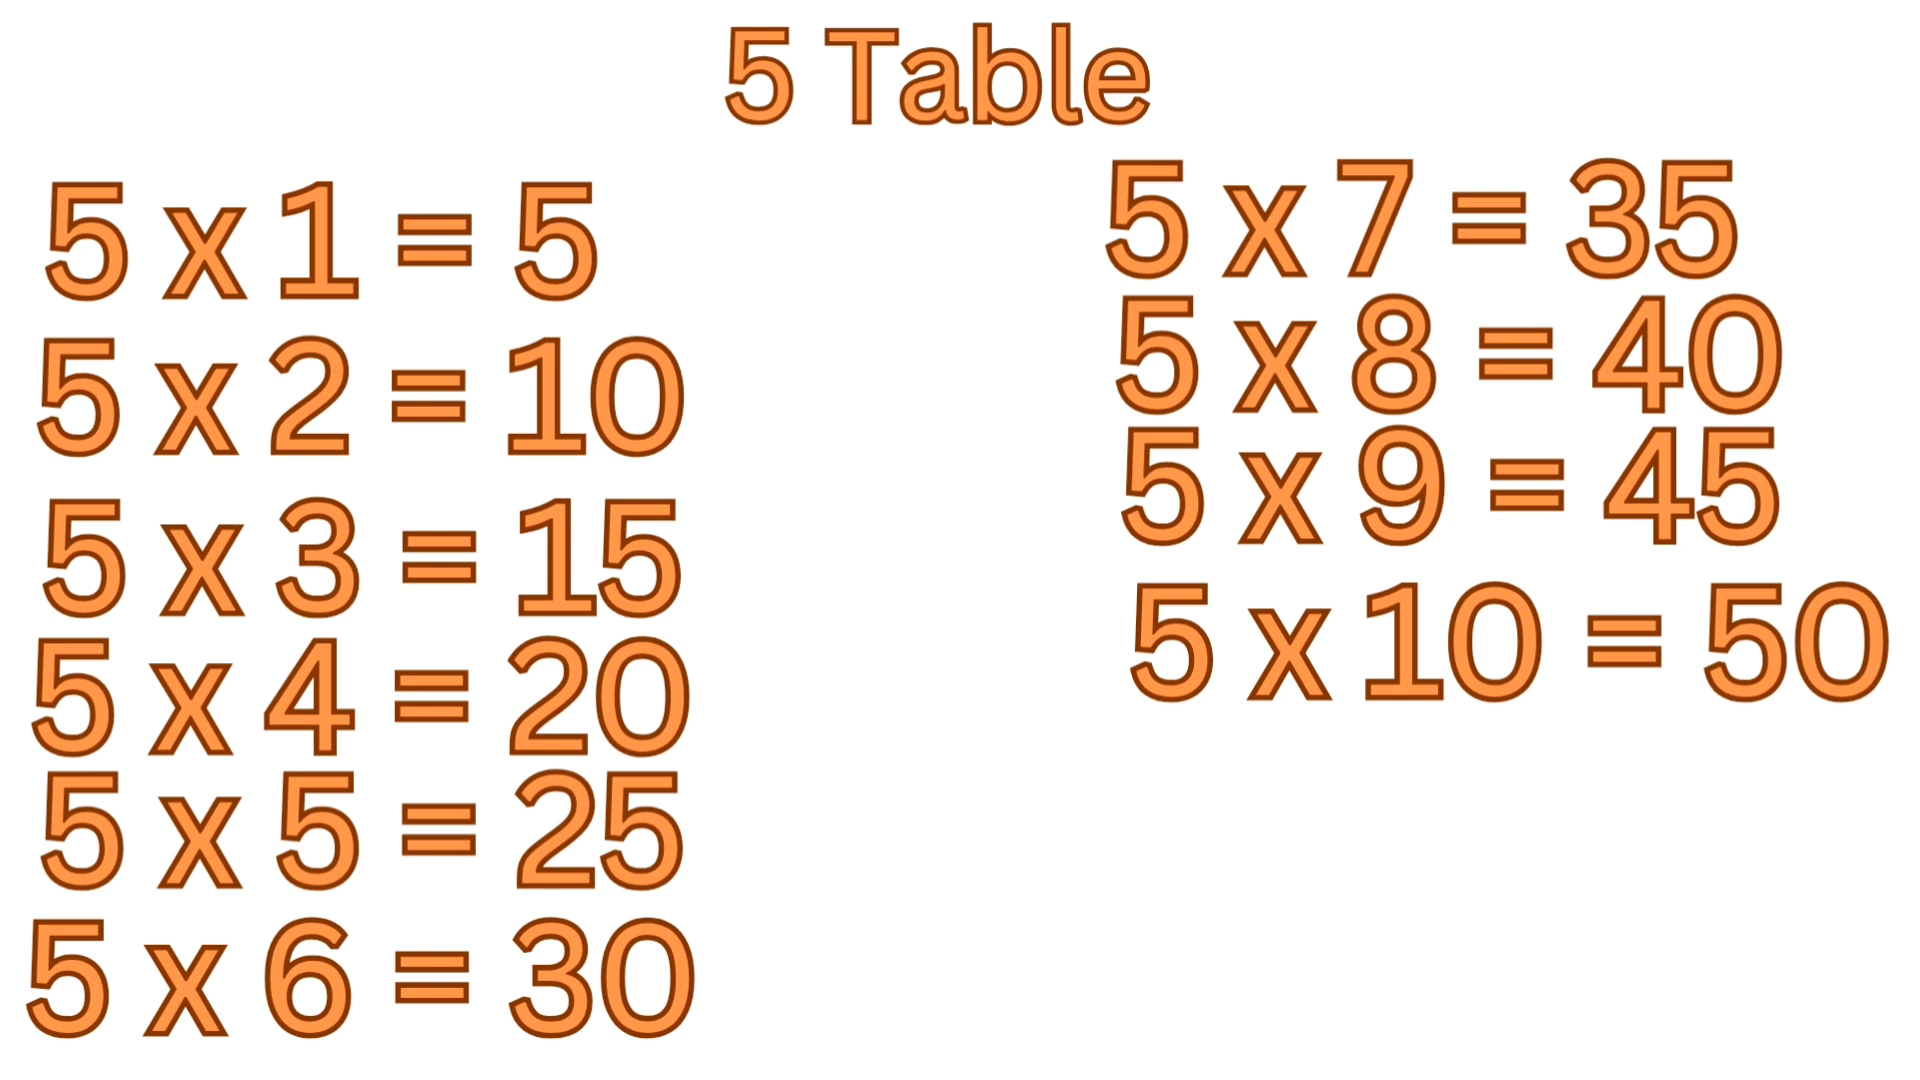 5 Table
5 x 1 = 5
5 x 2 = 10
5 x 3 = 15
5 x 4 = 20
5 x 5 = 25
5 x 6 = 30
5 x 7 = 35
5 x 8 = 40
5 x 9 = 45
5 x 10 = 50